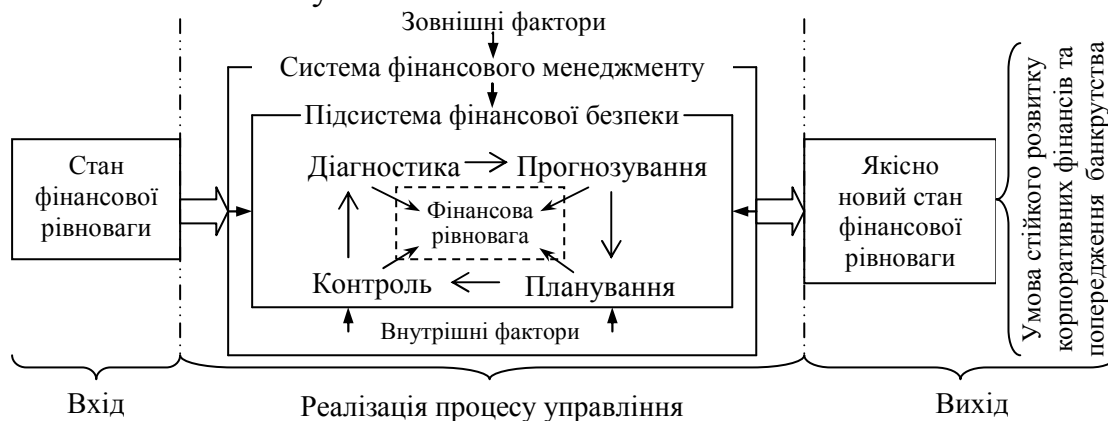 у
Зовнішні фактори
Система фінансового менеджменту
Підсистема фінансової безпеки
Стан
фінансової
рівноваги
Діагностика
Прогнозування
Фінансова
рівновага
Контроль
Планування
Внутрішні фактори
Якісно
новий стан
фінансової
рівноваги
Умова стійкого розвитку
корпоративних фінансів та
попередження банкрутства
Вхід
Реалізація процесу управління
Вихід